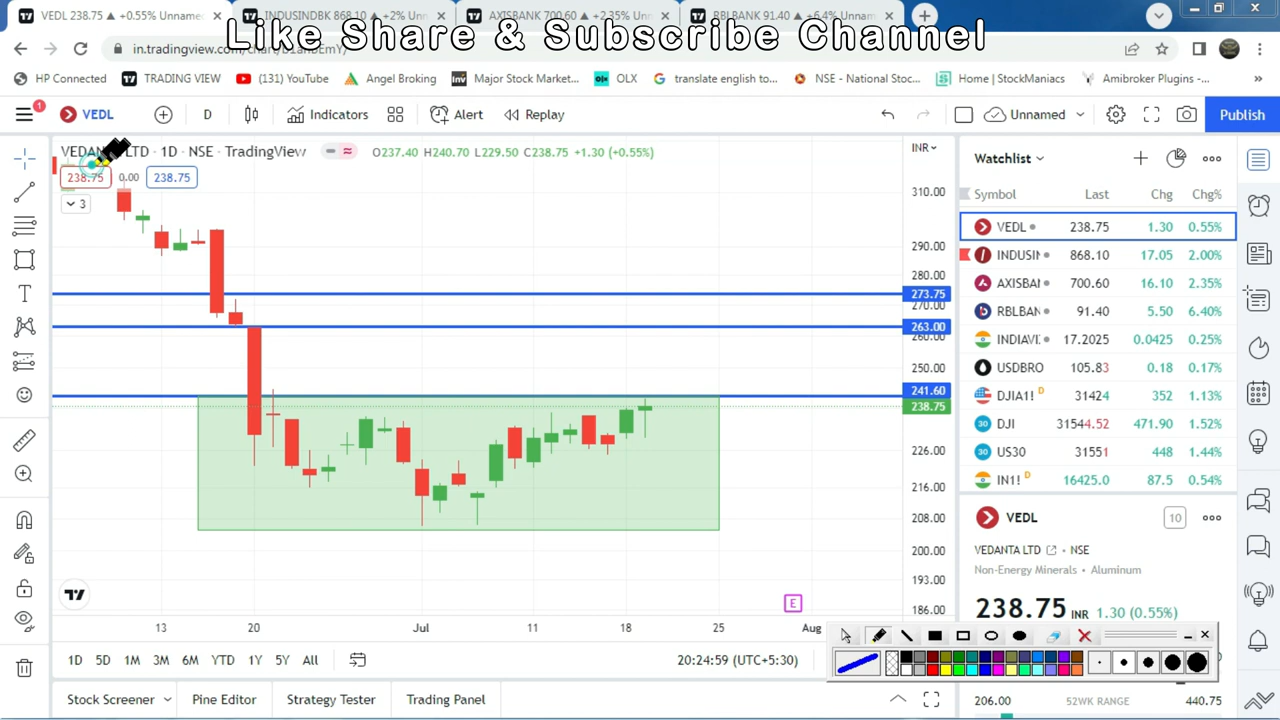 VEDL 238.75 ▲ +0.55% Unname
INDUSINDBK 868.10 ▲ +2% Unnam
AXISBANK 700.60 ▲ +2.35% Unnam
RBLBANK 91.40 ▲ +6.4% Unnam
Like Share & Subscribe Channel
HP Connected
TRADING VIEW
(131) YouTube
Angel Broking
Major Stock Market...
OLX
translate english to...
NSE - National Stoc...
Home | StockManiacs
Amibroker Plugins -...
»
1
VEDL
D
Indicators
Alert
Replay
Unnamed
Publish
LTD · 1D · NSE · TradingView
O237.40 H240.70 L229.50 C238.75 +1.30 (+0.55%)
238.75
0.00
238.75
3
INR
310.00
290.00
280.00
273.75
270.00
263.00
260.00
250.00
241.60
238.75
226.00
216.00
208.00
200.00
193.00
186.00
E
13
20
Jul
11
18
25
Aug
1D
5D
1M
3M
6M
All
20:24:59 (UTC+5:30)
Stock Screener
Pine Editor
Strategy Tester
Trading Panel
Watchlist
Symbol Last Chg Chg%
VEDL 238.75 1.30 0.55%
INDUSIN 868.10 17.05 2.00%
AXISBAN 700.60 16.10 2.35%
RBLBAN 91.40 5.50 6.40%
INDIAVI 17.2025 0.0425 0.25%
USDBRO 105.83 0.18 0.17%
DJIA1! D 31424 352 1.13%
30 DJI 31544.52 471.90 1.52%
30 US30 31551 448 1.44%
IN1! D 16425.0 87.5 0.54%
VEDL
10
VEDANTA LTD · NSE
Non-Energy Minerals • Aluminum
238.75 INR 1.30 (0.55%)
206.00 52WK RANGE 440.75